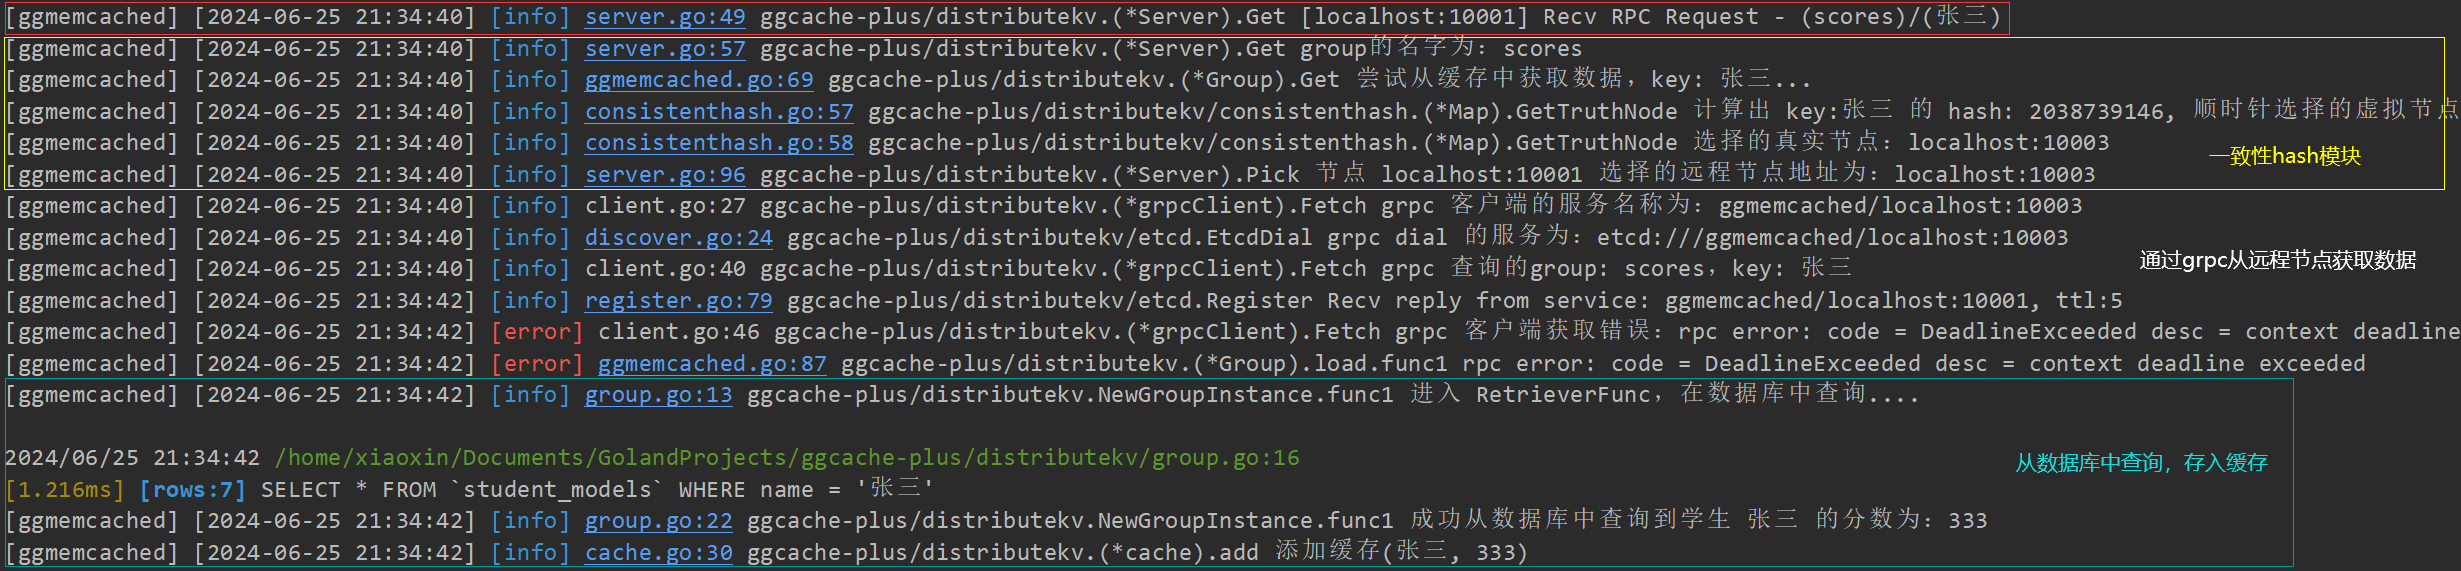 [ggmemcached] [2024-06-25 21:34:40] [info] server.go:49 ggcache-plus/distributekv.(*Server).Get [localhost:10001] Recv RPC Request - (scores)/(张三)
[ggmemcached] [2024-06-25 21:34:40] [info] server.go:57 ggcache-plus/distributekv.(*Server).Get group的名字为：scores
[ggmemcached] [2024-06-25 21:34:40] [info] ggmemcached.go:69 ggcache-plus/distributekv.(*Group).Get 尝试从缓存中获取数据，key: 张三...
[ggmemcached] [2024-06-25 21:34:40] [info] consistenthash.go:57 ggcache-plus/distributekv/consistenthash.(*Map).GetTruthNode 计算出 key:张三 的 hash: 2038739146, 顺时针选择的虚拟节点
[ggmemcached] [2024-06-25 21:34:40] [info] consistenthash.go:58 ggcache-plus/distributekv/consistenthash.(*Map).GetTruthNode 选择的真实节点：localhost:10003
一致性hash模块
[ggmemcached] [2024-06-25 21:34:40] [info] server.go:96 ggcache-plus/distributekv.(*Server).Pick 节点 localhost:10001 选择的远程节点地址为：localhost:10003
[ggmemcached] [2024-06-25 21:34:40] [info] client.go:27 ggcache-plus/distributekv.(*grpcClient).Fetch grpc 客户端的服务名称为：ggmemcached/localhost:10003
[ggmemcached] [2024-06-25 21:34:40] [info] discover.go:24 ggcache-plus/distributekv/etcd.EtcdDial grpc dial 的服务为：etcd:///ggmemcached/localhost:10003
通过grpc从远程节点获取数据
[ggmemcached] [2024-06-25 21:34:40] [info] client.go:40 ggcache-plus/distributekv.(*grpcClient).Fetch grpc 查询的group: scores，key: 张三
[ggmemcached] [2024-06-25 21:34:42] [info] register.go:79 ggcache-plus/distributekv/etcd.Register Recv reply from service: ggmemcached/localhost:10001, ttl:5
[ggmemcached] [2024-06-25 21:34:42] [error] client.go:46 ggcache-plus/distributekv.(*grpcClient).Fetch grpc 客户端获取错误：rpc error: code = DeadlineExceeded desc = context deadline
[ggmemcached] [2024-06-25 21:34:42] [error] ggmemcached.go:87 ggcache-plus/distributekv.(*Group).load.func1 rpc error: code = DeadlineExceeded desc = context deadline exceeded
[ggmemcached] [2024-06-25 21:34:42] [info] group.go:13 ggcache-plus/distributekv.NewGroupInstance.func1 进入 RetrieverFunc，在数据库中查询....
2024/06/25 21:34:42 /home/xiaoxin/Documents/GolandProjects/ggcache-plus/distributekv/group.go:16
从数据库中查询，存入缓存
[1.216ms] [rows:7] SELECT * FROM `student_models` WHERE name = '张三'
[ggmemcached] [2024-06-25 21:34:42] [info] group.go:22 ggcache-plus/distributekv.NewGroupInstance.func1 成功从数据库中查询到学生 张三 的分数为：333
[ggmemcached] [2024-06-25 21:34:42] [info] cache.go:30 ggcache-plus/distributekv.(*cache).add 添加缓存(张三, 333)